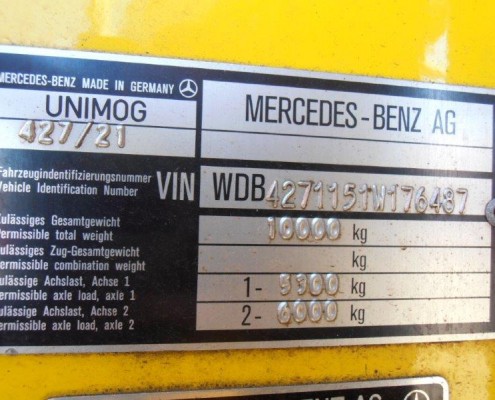 MERCEDES-BENZ MADE IN GERMANY
UNIMOG
427/21
MERCEDES-BENZ AG
Fahrzeugindentifizierungsnummer
Vehicle Identification Number
VIN WDB4271151W176487
Zulässiges Gesamtgewicht
Permissible total weight
10000 kg
Zulässiges Zug-Gesamtgewicht
Permissible combination weight
kg
Zulässige Achslast, Achse 1
Permissible axle load, axle 1
1- 5300 kg
Zulässige Achslast, Achse 2
Permissible axle load, axle 2
2- 6000 kg